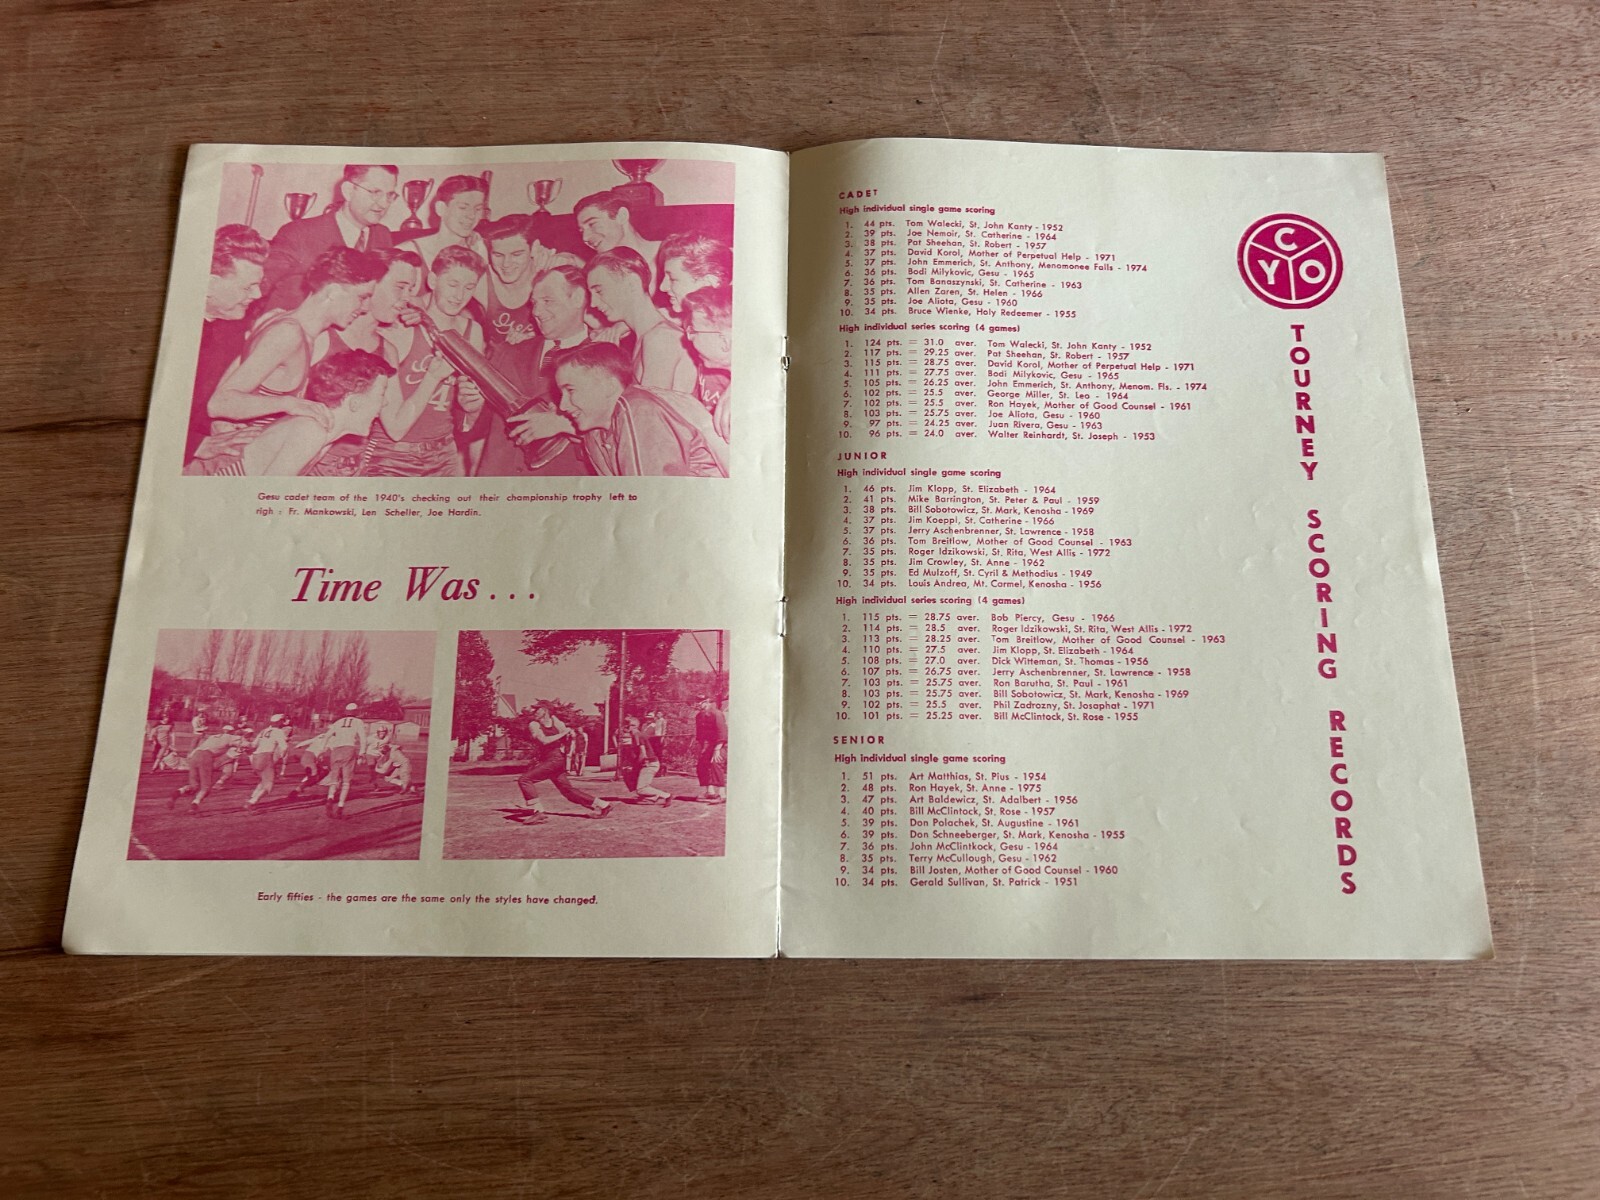 Gesu cadet team of the 1940's checking out their championship trophy left to
righ : Fr. Mankowski, Len Scheller, Joe Hardin.
Time Was...
Early fifties - the games are the same only the styles have changed.
CADET
High individual single game scoring
1. 44 pts. Tom Walecki, St. John Kanty - 1952
2. 39 pts. Joe Nemoir, St. Catherine - 1964
3. 38 pts. Pat Sheehan, St. Robert - 1957
4. 37 pts. David Korol, Mother of Perpetual Help - 1971
5. 37 pts. John Emmerich, St. Anthony, Menomonee Falls - 1974
6. 36 pts. Bodi Milykovic, Gesu - 1965
7. 36 pts. Tom Banaszynski, St. Catherine - 1963
8. 35 pts. Allen Zaren, St. Helen - 1966
9. 35 pts. Joe Aliota, Gesu - 1960
10. 34 pts. Bruce Wienke, Holy Redeemer - 1955
High individual series scoring (4 games)
1. 124 pts. = 31.0 aver. Tom Walecki, St. John Kanty - 1952
2. 117 pts. = 29.25 aver. Pat Sheehan, St. Robert - 1957
3. 115 pts. = 28.75 aver. David Korol, Mother of Perpetual Help - 1971
4. 111 pts. = 27.75 aver. Bodi Milykovic, Gesu - 1965
5. 105 pts. = 26.25 aver. John Emmerich, St. Anthony, Menom. Fls. - 1974
6. 102 pts. = 25.5 aver. George Miller, St. Leo - 1964
7. 102 pts. = 25.5 aver. Ron Hayek, Mother of Good Counsel - 1961
8. 103 pts. = 25.75 aver. Joe Aliota, Gesu - 1960
9. 97 pts. = 24.25 aver. Juan Rivera, Gesu - 1963
10. 96 pts. = 24.0 aver. Walter Reinhardt, St. Joseph - 1953
JUNIOR
High individual single game scoring
1. 46 pts. Jim Klopp, St. Elizabeth - 1964
2. 41 pts. Mike Barrington, St. Peter & Paul - 1959
3. 38 pts. Bill Sobotowicz, St. Mark, Kenosha - 1969
4. 37 pts. Jim Koeppl, St. Catherine - 1966
5. 37 pts. Jerry Aschenbrenner, St. Lawrence - 1958
6. 36 pts. Tom Breitlow, Mother of Good Counsel - 1963
7. 35 pts. Roger Idzikowski, St. Rita, West Allis - 1972
8. 35 pts. Jim Crowley, St. Anne - 1962
9. 35 pts. Ed Mulzoff, St. Cyril & Methodius - 1949
10. 34 pts. Louis Andrea, Mt. Carmel, Kenosha - 1956
High individual series scoring (4 games)
1. 115 pts. = 28.75 aver. Bob Piercy, Gesu - 1966
2. 114 pts. = 28.5 aver. Roger Idzikowski, St. Rita, West Allis - 1972
3. 113 pts. = 28.25 aver. Tom Breitlow, Mother of Good Counsel - 1963
4. 110 pts. = 27.5 aver. Jim Klopp, St. Elizabeth - 1964
5. 108 pts. = 27.0 aver. Dick Witteman, St. Thomas - 1956
6. 107 pts. = 26.75 aver. Jerry Aschenbrenner, St. Lawrence - 1958
7. 103 pts. = 25.75 aver. Ron Barutha, St. Paul - 1961
8. 103 pts. = 25.75 aver. Bill Sobotowicz, St. Mark, Kenosha - 1969
9. 102 pts. = 25.5 aver. Phil Zadrozny, St. Josaphat - 1971
10. 101 pts. = 25.25 aver. Bill McClintock, St. Rose - 1955
SENIOR
High individual single game scoring
1. 51 pts. Art Matthias, St. Pius - 1954
2. 48 pts. Ron Hayek, St. Anne - 1975
3. 47 pts. Art Baldewicz, St. Adalbert - 1956
4. 40 pts. Bill McClintock, St. Rose - 1957
5. 39 pts. Don Polachek, St. Augustine - 1961
6. 39 pts. Don Schneeberger, St. Mark, Kenosha - 1955
7. 36 pts. John McClintkock, Gesu - 1964
8. 35 pts. Terry McCullough, Gesu - 1962
9. 34 pts. Bill Josten, Mother of Good Counsel - 1960
10. 34 pts. Gerald Sullivan, St. Patrick - 1951
CYO
TOURNEY SCORING RECORDS